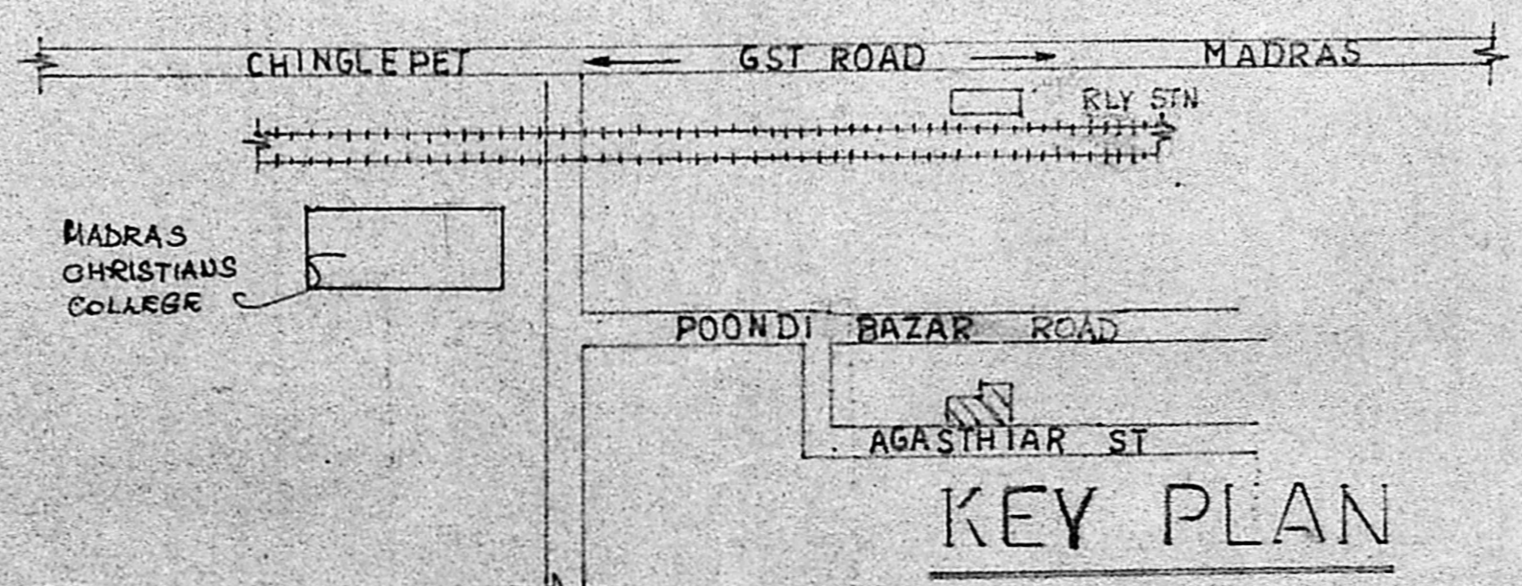 CHINGLEPET GST ROAD MADRAS
RLY STN
MADRAS
CHRISTIANS
COLLEGE
POONDI BAZAR ROAD
AGASTHIAR ST
KEY PLAN